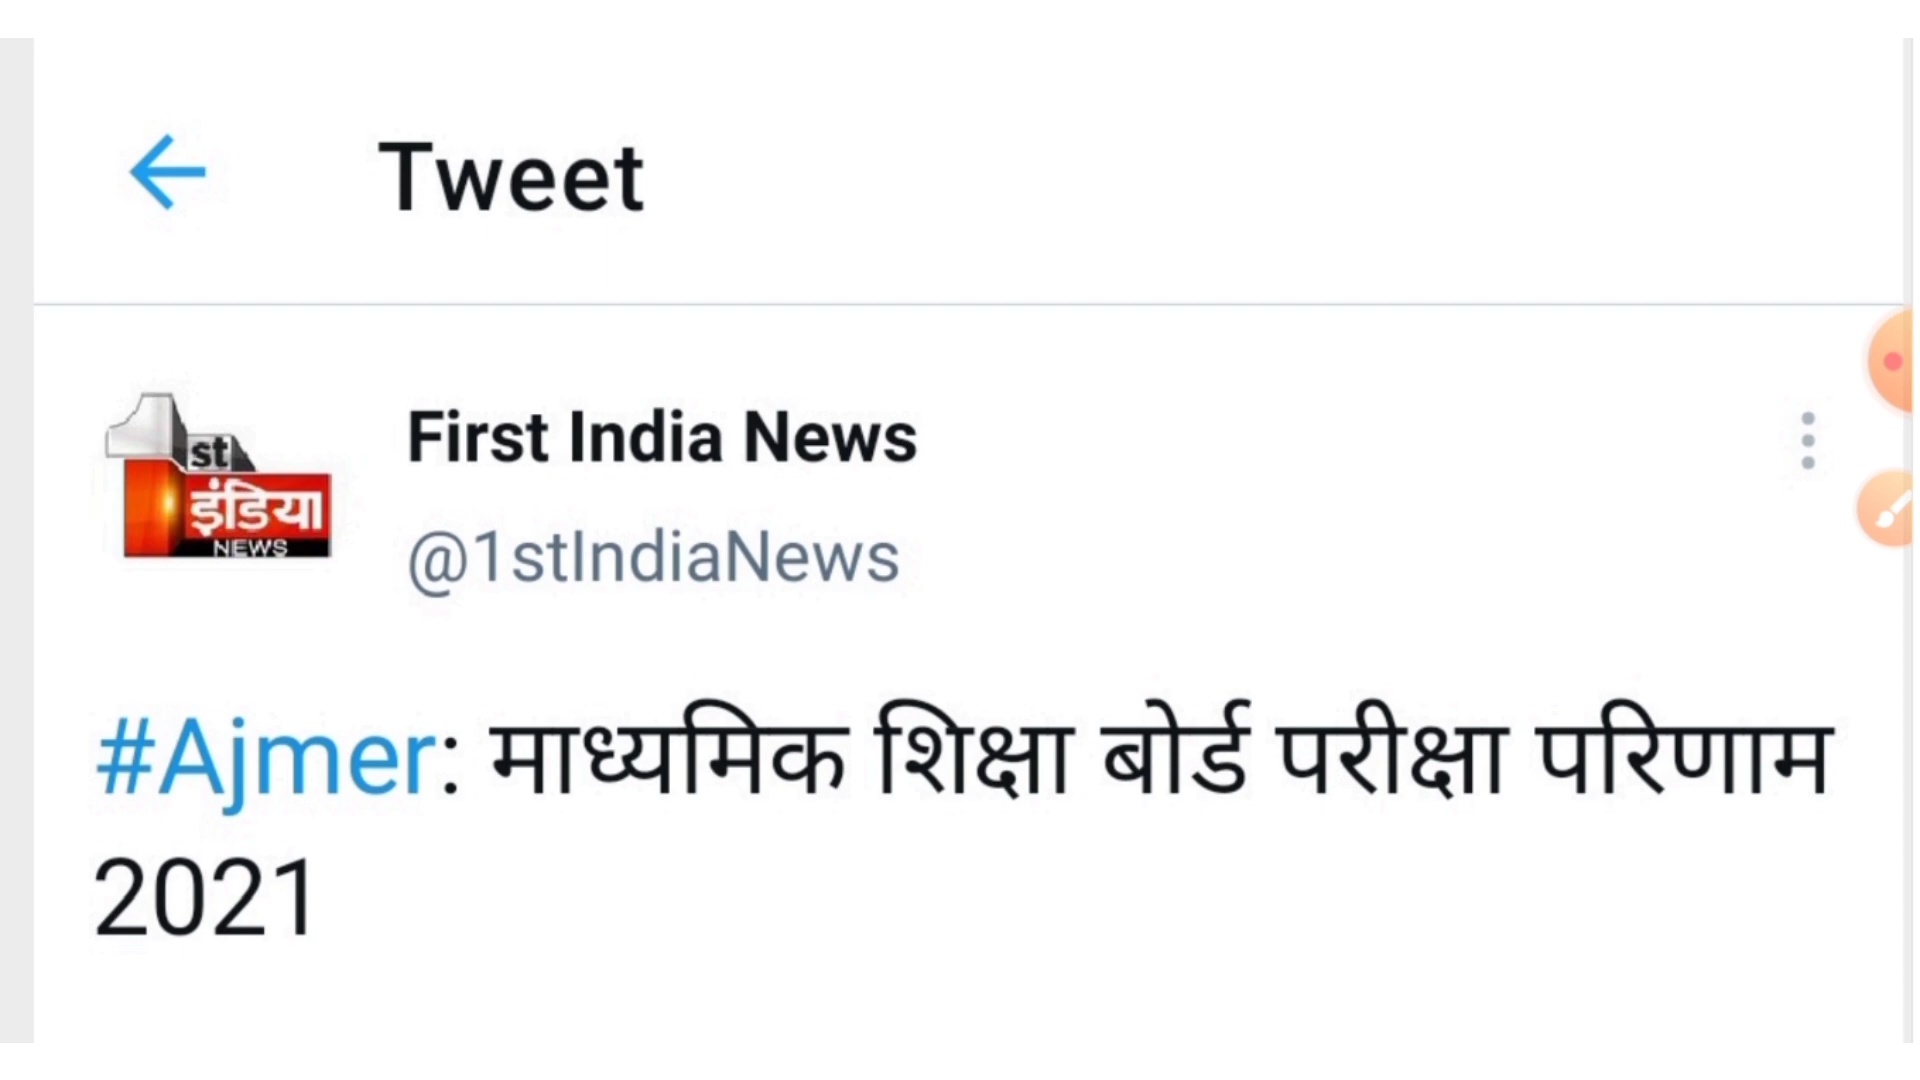 Tweet
1st
इंडिया
NEWS
First India News
@1stIndiaNews
#Ajmer: माध्यमिक शिक्षा बोर्ड परीक्षा परिणाम
2021